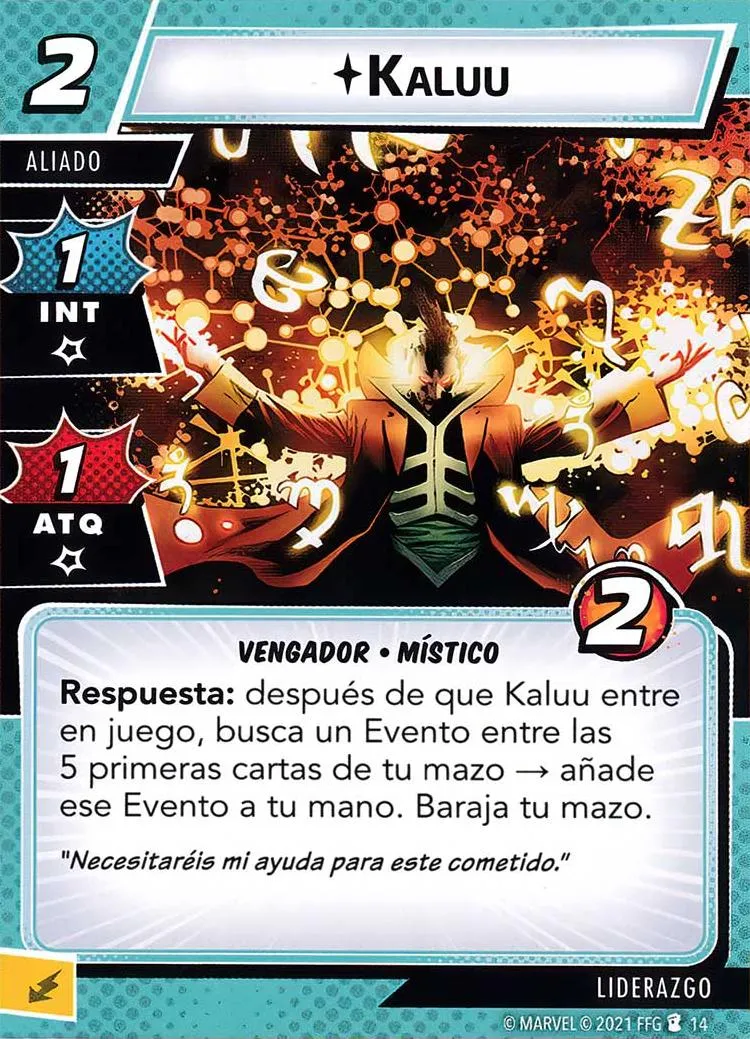 2
KALUU
ALIADO
1
INT
1
ATQ
2
VENGADOR • MÍSTICO
Respuesta: después de que Kaluu entre
en juego, busca un Evento entre las
5 primeras cartas de tu mazo → añade
ese Evento a tu mano. Baraja tu mazo.
"Necesitaréis mi ayuda para este cometido."
LIDERAZGO
© MARVEL © 2021 FFG 14